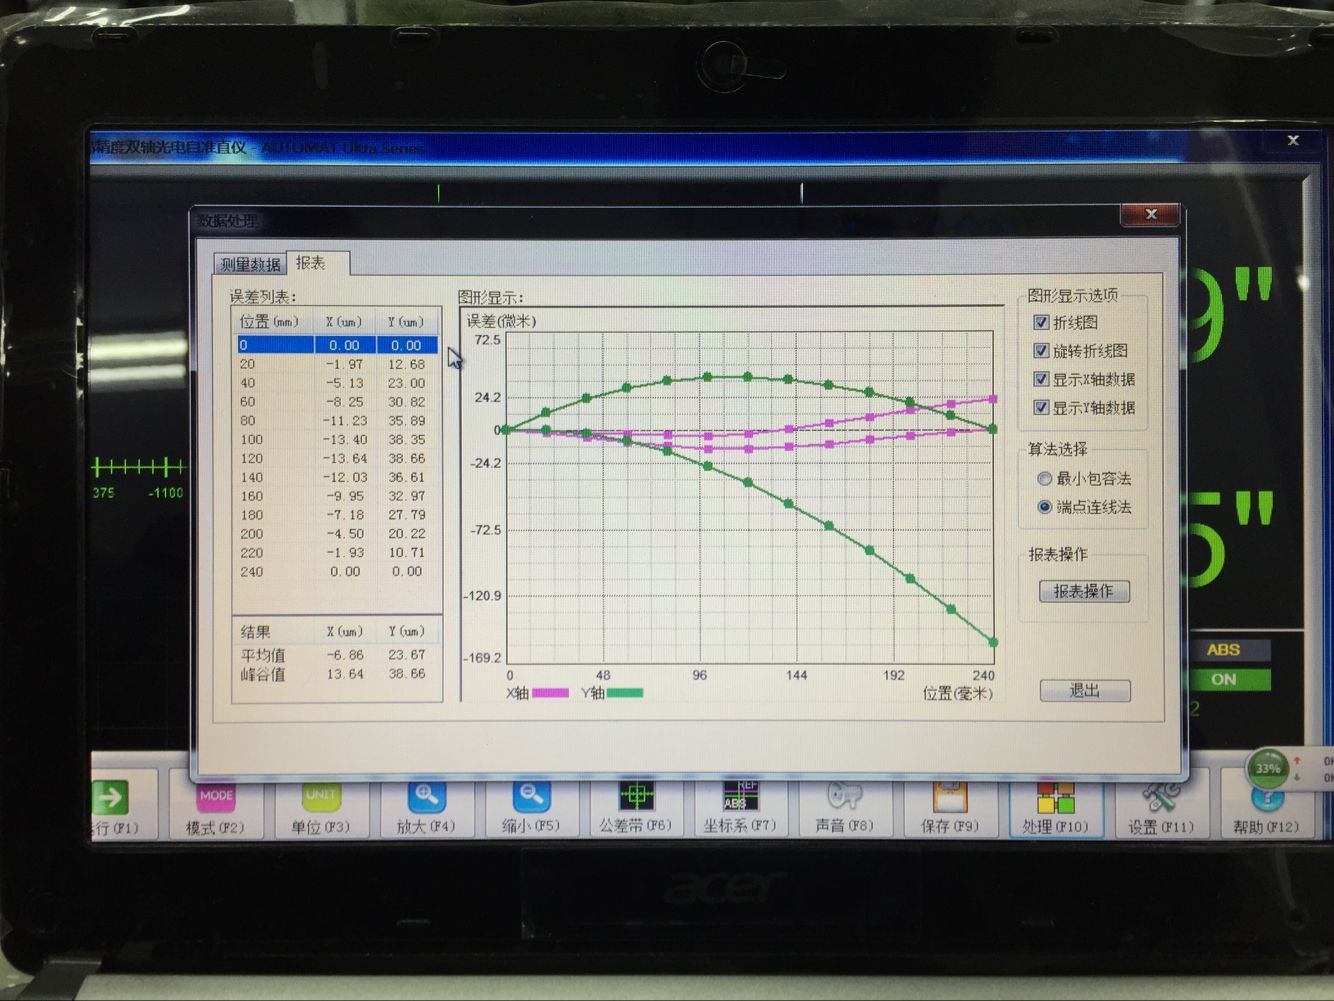 精度双轴光电自准直仪 - AUTOMAT Ultra Series
数据处理
测量数据 报表
误差列表:
位置(mm) X(um) Y(um)
0 0.00 0.00
20 -1.97 12.68
40 -5.13 23.00
60 -8.25 30.82
80 -11.23 35.89
100 -13.40 38.35
120 -13.64 38.66
140 -12.03 36.61
160 -9.95 32.97
180 -7.18 27.79
200 -4.50 20.22
220 -1.93 10.71
240 0.00 0.00
结果 X(um) Y(um)
平均值 -6.86 23.67
峰谷值 13.64 38.66
图形显示:
误差(微米)
72.5
24.2
0
-24.2
-72.5
-120.9
-169.2
0 48 96 144 192 240
X轴 Y轴 位置(毫米)
图形显示选项
折线图
旋转折线图
显示X轴数据
显示Y轴数据
算法选择
最小包容法
端点连线法
报表操作
报表操作
退出
375 -1100
9"
5"
ABS
ON
2
33%
行(F1)
MODE
模式(F2)
UNIT
单位(F3)
放大(F4)
缩小(F5)
公差带(F6)
REF
ABS
坐标系(F7)
声音(F8)
保存(F9)
处理(F10)
设置(F11)
帮助(F12)
acer